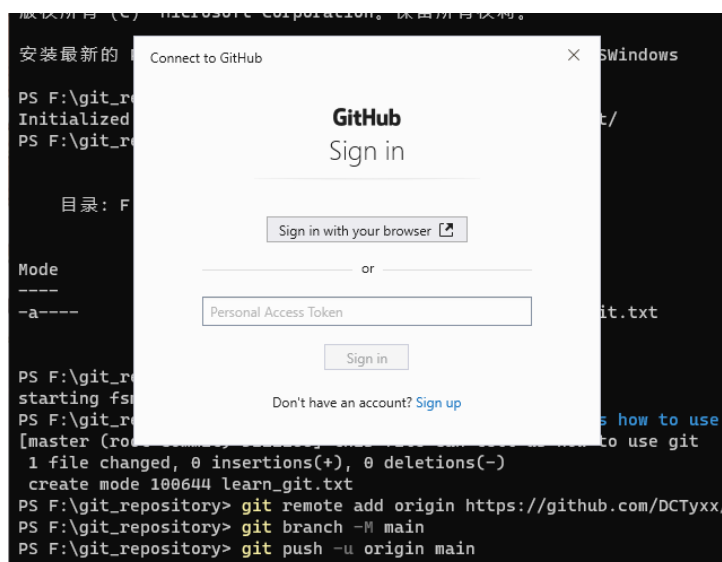 版权所有 (C) Microsoft Corporation。保留所有权利。
安装最新的
SWindows
Connect to GitHub
GitHub
Sign in
Sign in with your browser
or
Personal Access Token
Sign in
Don't have an account? Sign up
PS F:\git_re
Initialized
t/
PS F:\git_re
目录: F
Mode
----
-a----
it.txt
PS F:\git_re
starting fsm
PS F:\git_re
s how to use
[master (roo
to use git
1 file changed, 0 insertions(+), 0 deletions(-)
create mode 100644 learn_git.txt
PS F:\git_repository> git remote add origin https://github.com/DCTyxx/
PS F:\git_repository> git branch -M main
PS F:\git_repository> git push -u origin main